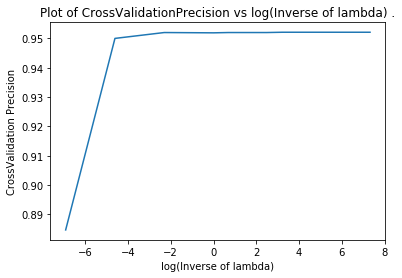 Plot of CrossValidationPrecision vs log(Inverse of lambda) .
0.95
0.94
0.93
0.92
0.91
0.90
0.89
CrossValidation Precision
−6 −4 −2 0 2 4 6 8
log(Inverse of lambda)